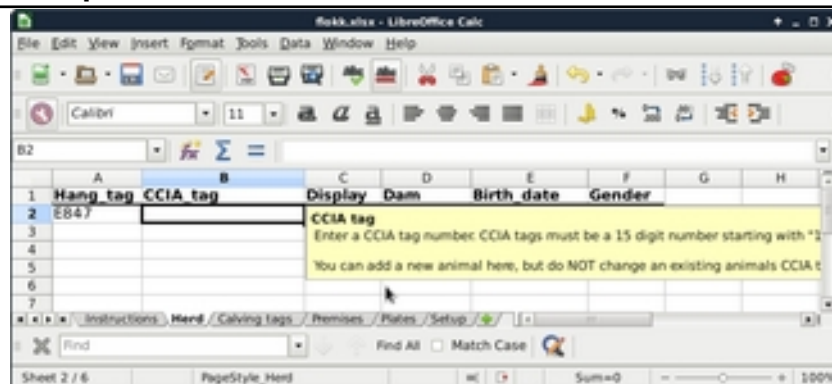 flokk.xlsx - LibreOffice Calc
File Edit View Insert Format Tools Data Window Help
Calibri 11 a a a
B2
A B C D E F G H
1 Hang_tag CCIA_tag Display Dam Birth_date Gender
2 E847
CCIA tag
3 Enter a CCIA tag number. CCIA tags must be a 15 digit number starting with "1
4
5 You can add a new animal here, but do NOT change an existing animals CCIA t
6
7
Instructions Herd Calving tags Premises Plates Setup
Find Find All Match Case
Sheet 2 / 6 PageStyle_Herd Sum=0 100%